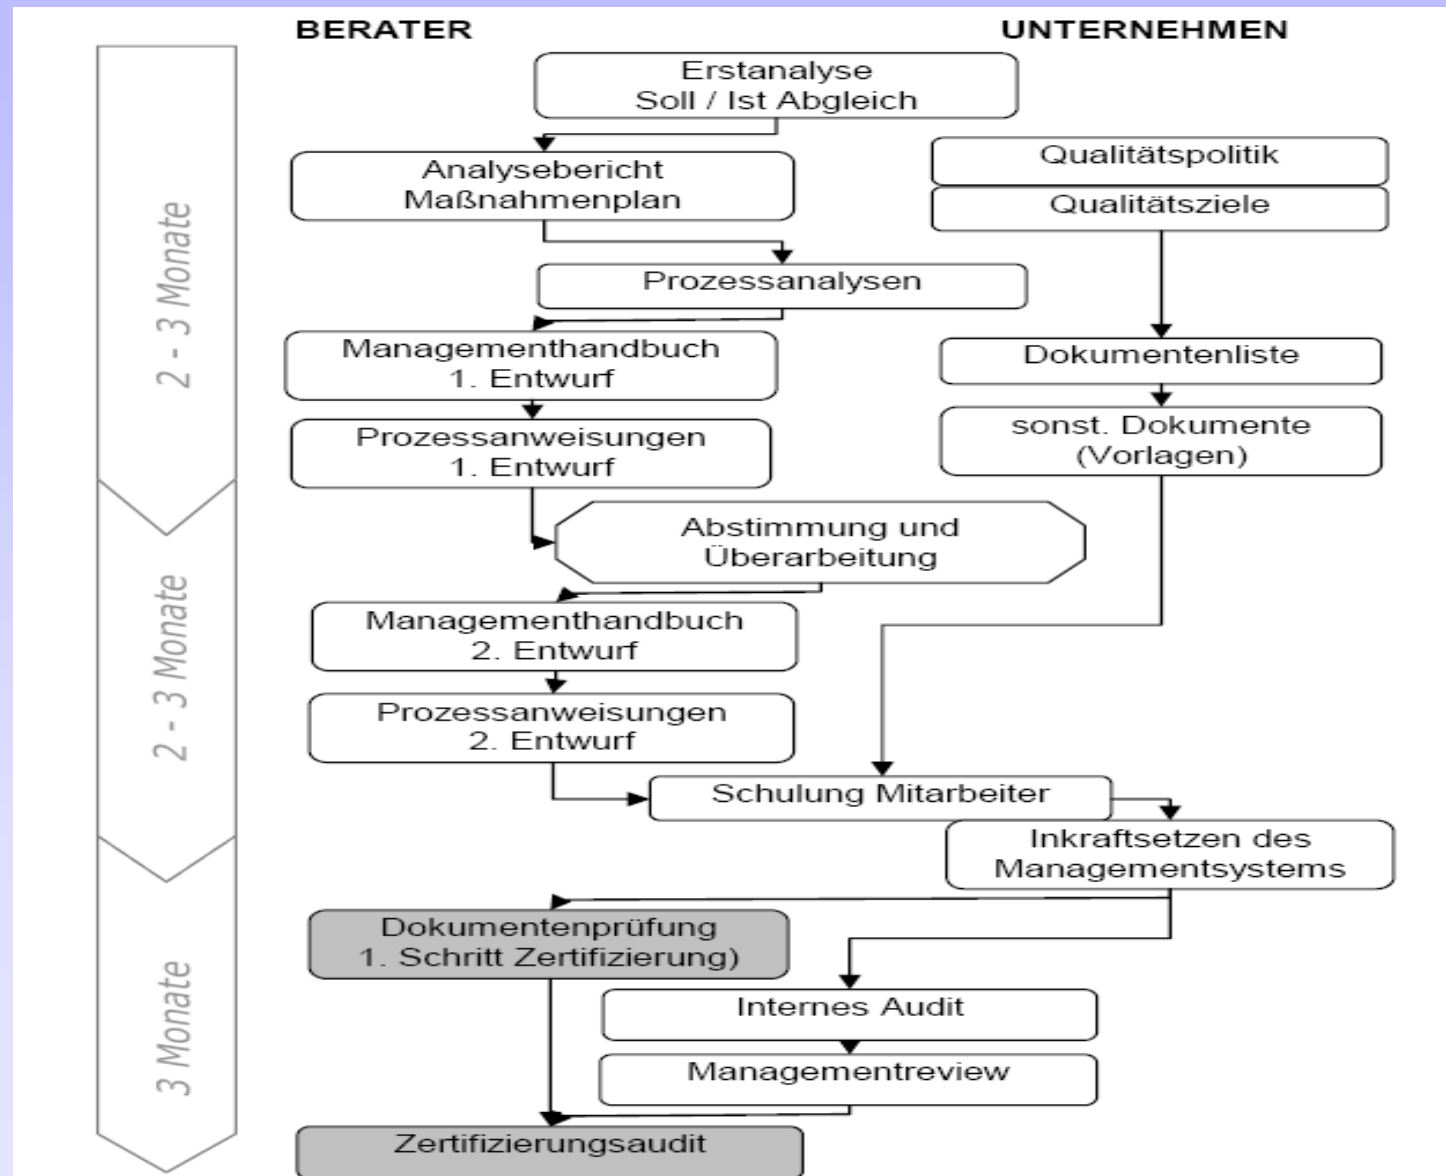 BERATER
UNTERNEHMEN
Erstanalyse
Soll / Ist Abgleich
Analysebericht
Maßnahmenplan
Qualitätspolitik
Qualitätsziele
Prozessanalysen
2 - 3 Monate
Managementhandbuch
1. Entwurf
Dokumentenliste
Prozessanweisungen
1. Entwurf
sonst. Dokumente
(Vorlagen)
Abstimmung und
Überarbeitung
2 - 3 Monate
Managementhandbuch
2. Entwurf
Prozessanweisungen
2. Entwurf
Schulung Mitarbeiter
Inkraftsetzen des
Managementsystems
3 Monate
Dokumentenprüfung
1. Schritt Zertifizierung)
Internes Audit
Managementreview
Zertifizierungsaudit